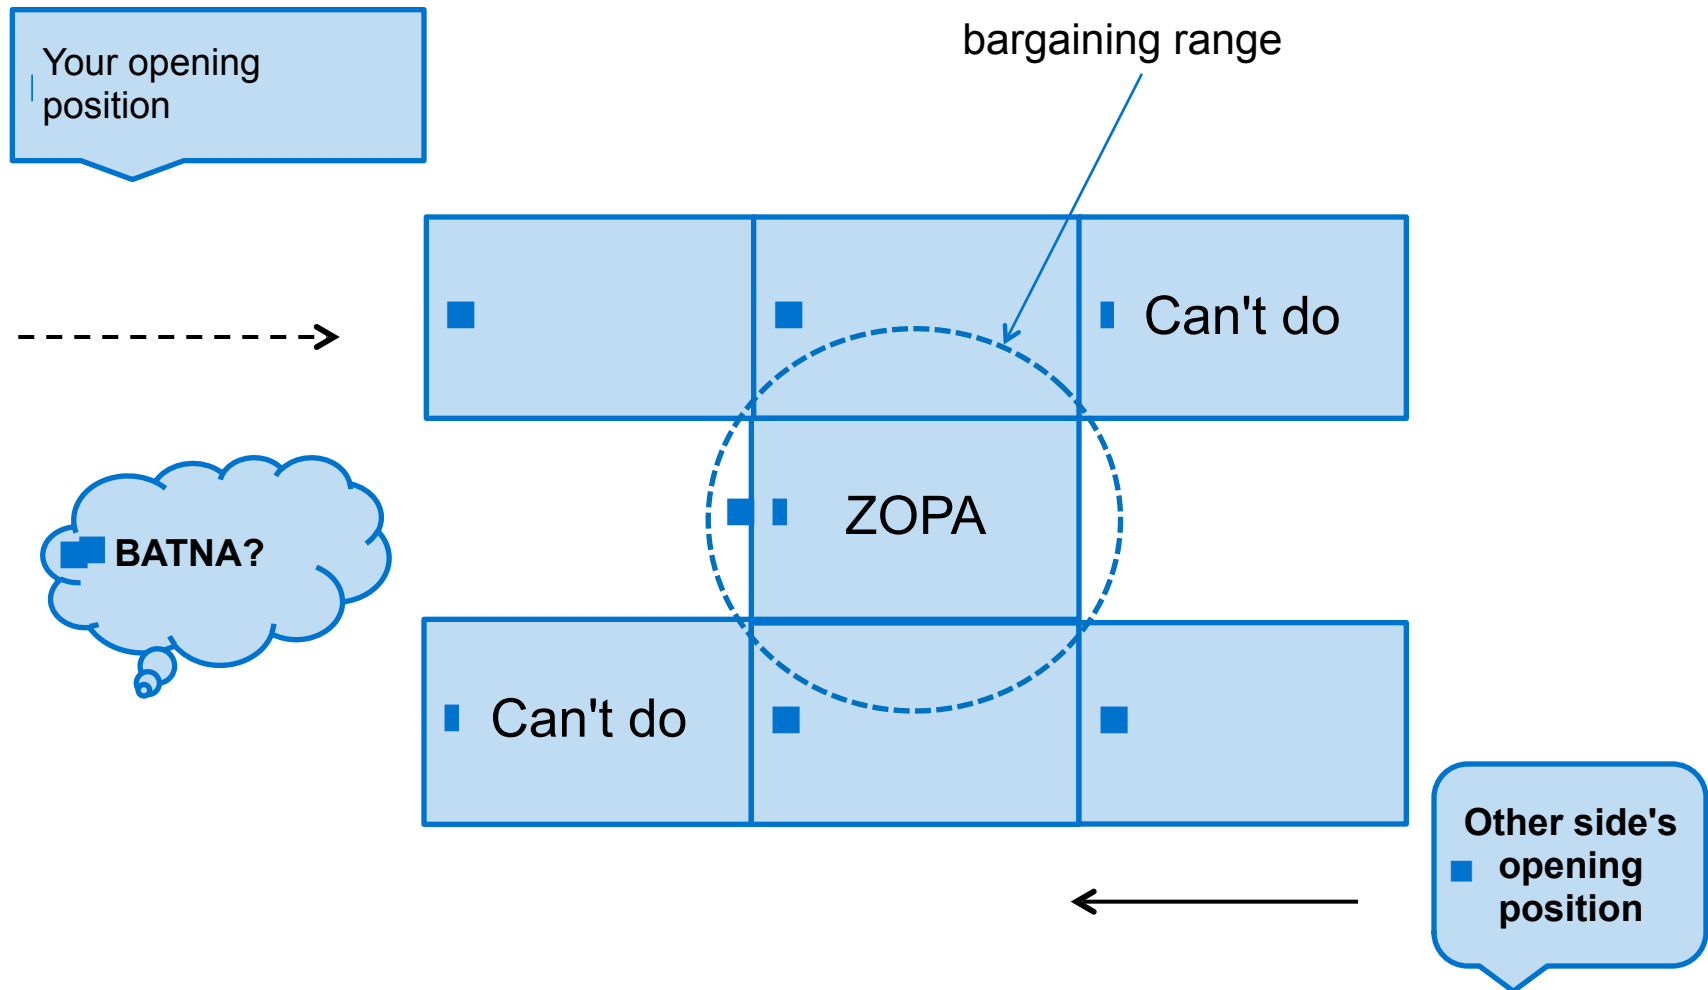 Your opening
position
bargaining range
Can't do
ZOPA
BATNA?
Can't do
Other side's
opening
position